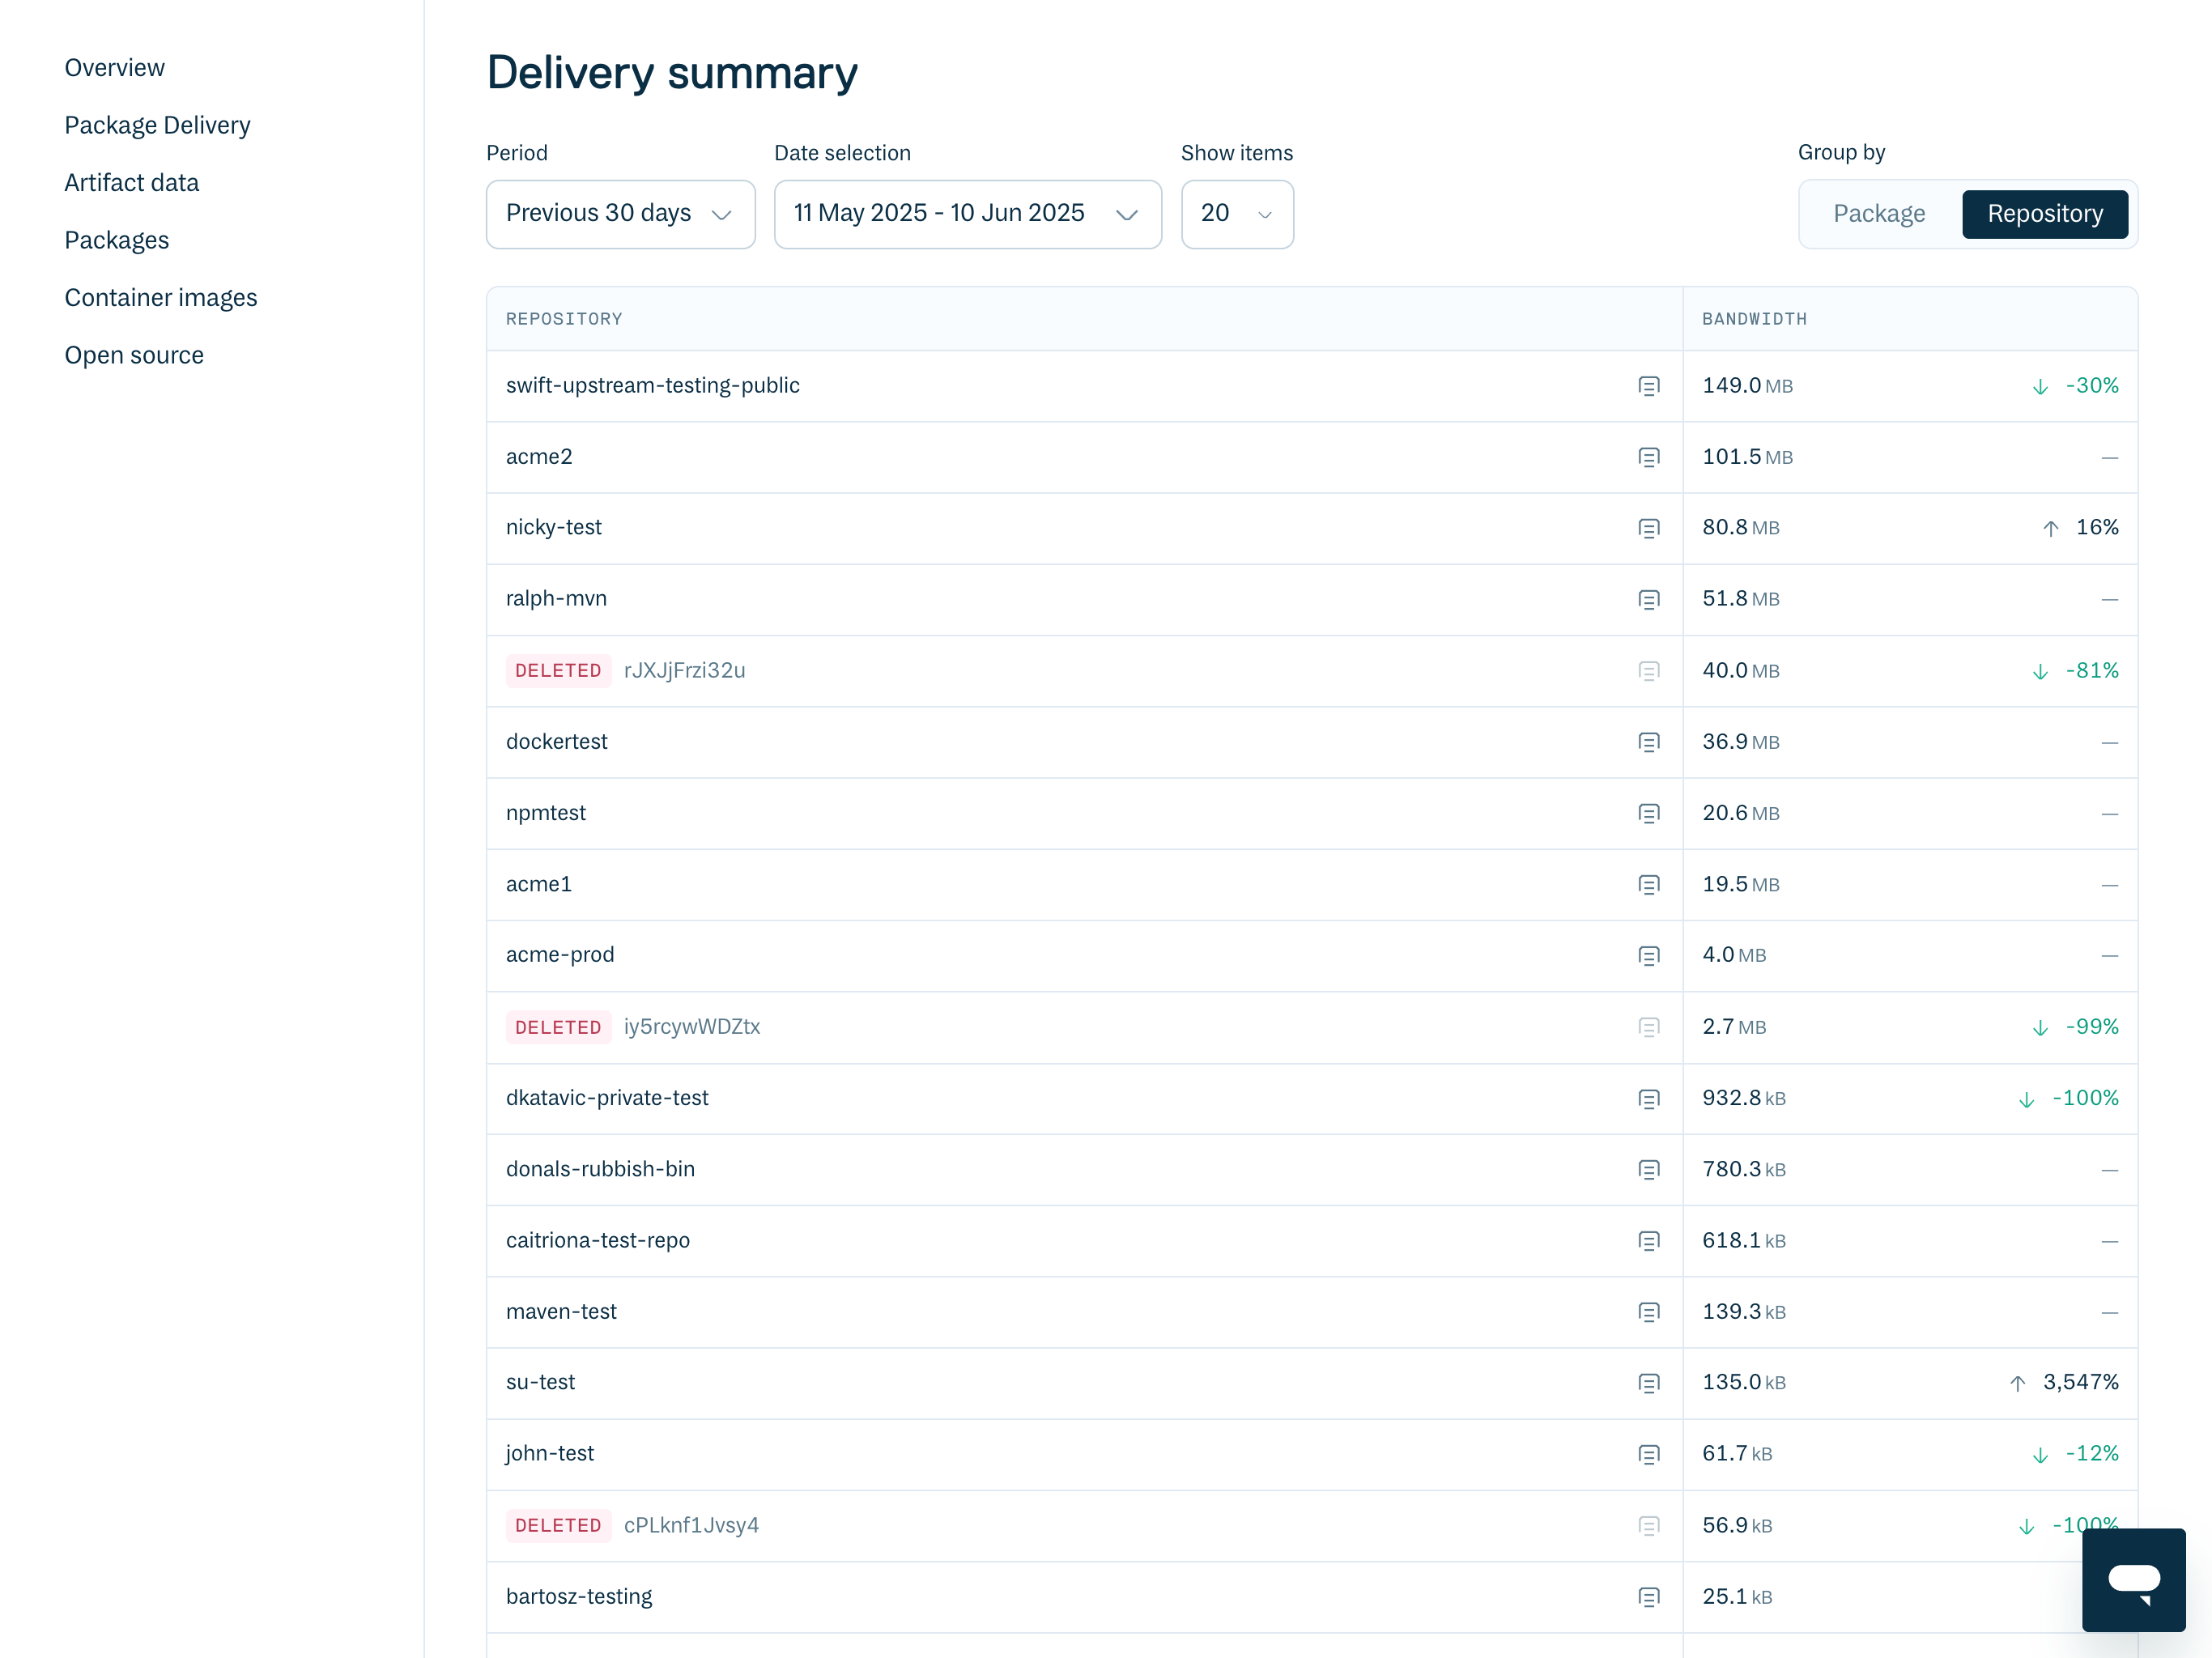 Overview
Package Delivery
Artifact data
Packages
Container images
Open source
Delivery summary
Period
Date selection
Show items
Group by
Previous 30 days
11 May 2025 - 10 Jun 2025
20
Package
Repository
REPOSITORY
BANDWIDTH
swift-upstream-testing-public 149.0 MB -30%
acme2 101.5 MB —
nicky-test 80.8 MB 16%
ralph-mvn 51.8 MB —
DELETED rJXJjFrzi32u 40.0 MB -81%
dockertest 36.9 MB —
npmtest 20.6 MB —
acme1 19.5 MB —
acme-prod 4.0 MB —
DELETED iy5rcywWDZtx 2.7 MB -99%
dkatavic-private-test 932.8 kB -100%
donals-rubbish-bin 780.3 kB —
caitriona-test-repo 618.1 kB —
maven-test 139.3 kB —
su-test 135.0 kB 3,547%
john-test 61.7 kB -12%
DELETED cPLknf1Jvsy4 56.9 kB -100%
bartosz-testing 25.1 kB